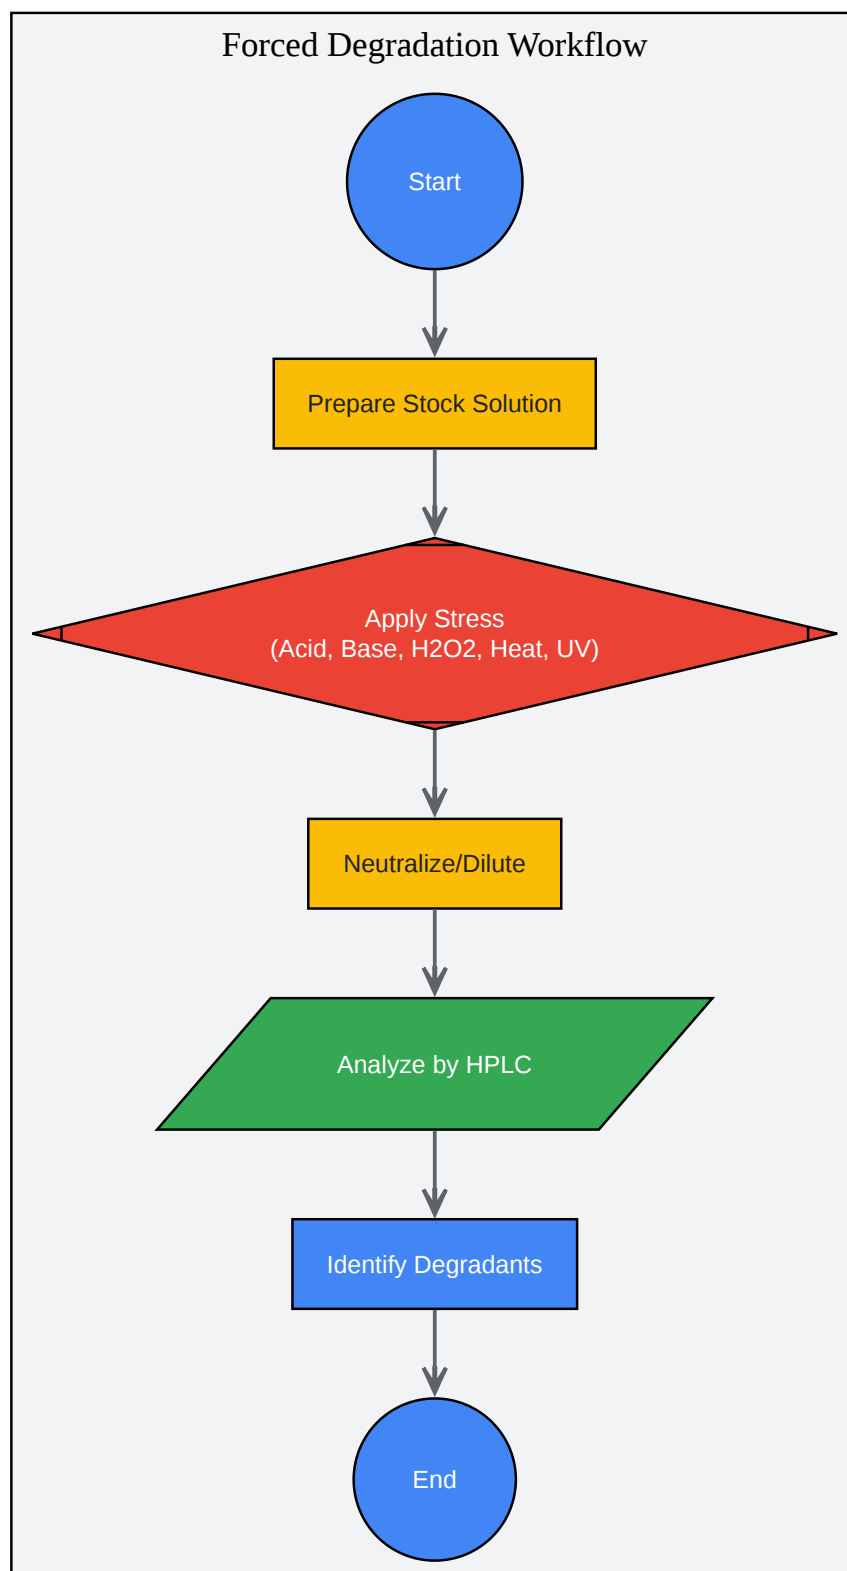 Forced Degradation Workflow
Start
Prepare Stock Solution
Apply Stress
(Acid, Base, H2O2, Heat, UV)
Neutralize/Dilute
Analyze by HPLC
Identify Degradants
End